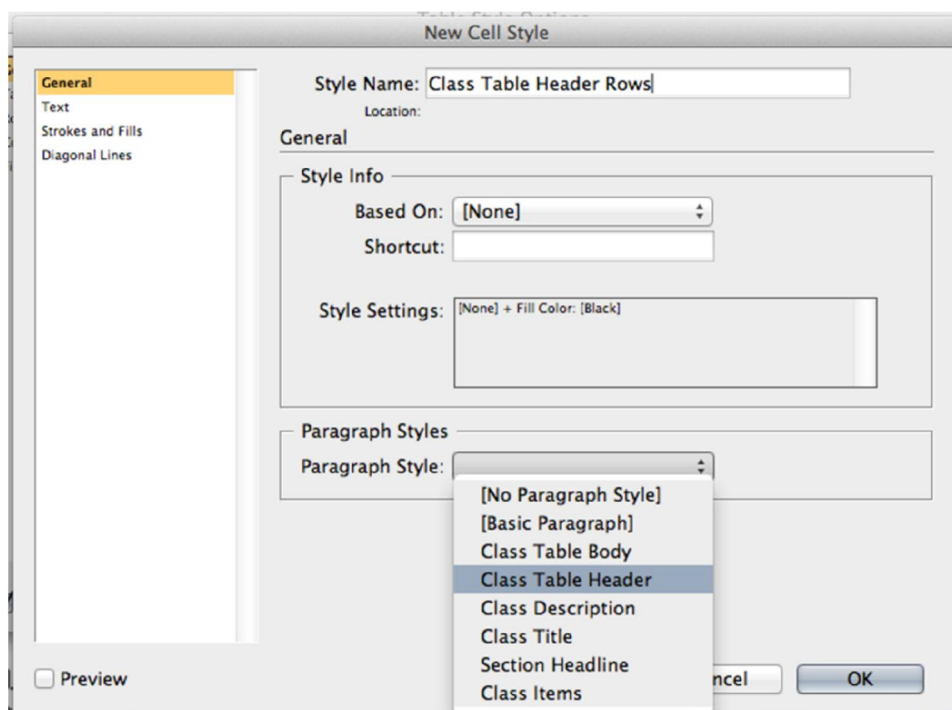 New Cell Style
General
Text
Strokes and Fills
Diagonal Lines
Style Name: Class Table Header Rows
Location:
General
Style Info
Based On: [None]
Shortcut:
Style Settings: [None] + Fill Color: [Black]
Paragraph Styles
Paragraph Style:
[No Paragraph Style]
[Basic Paragraph]
Class Table Body
Class Table Header
Class Description
Class Title
Section Headline
Class Items
Preview
ncel
OK